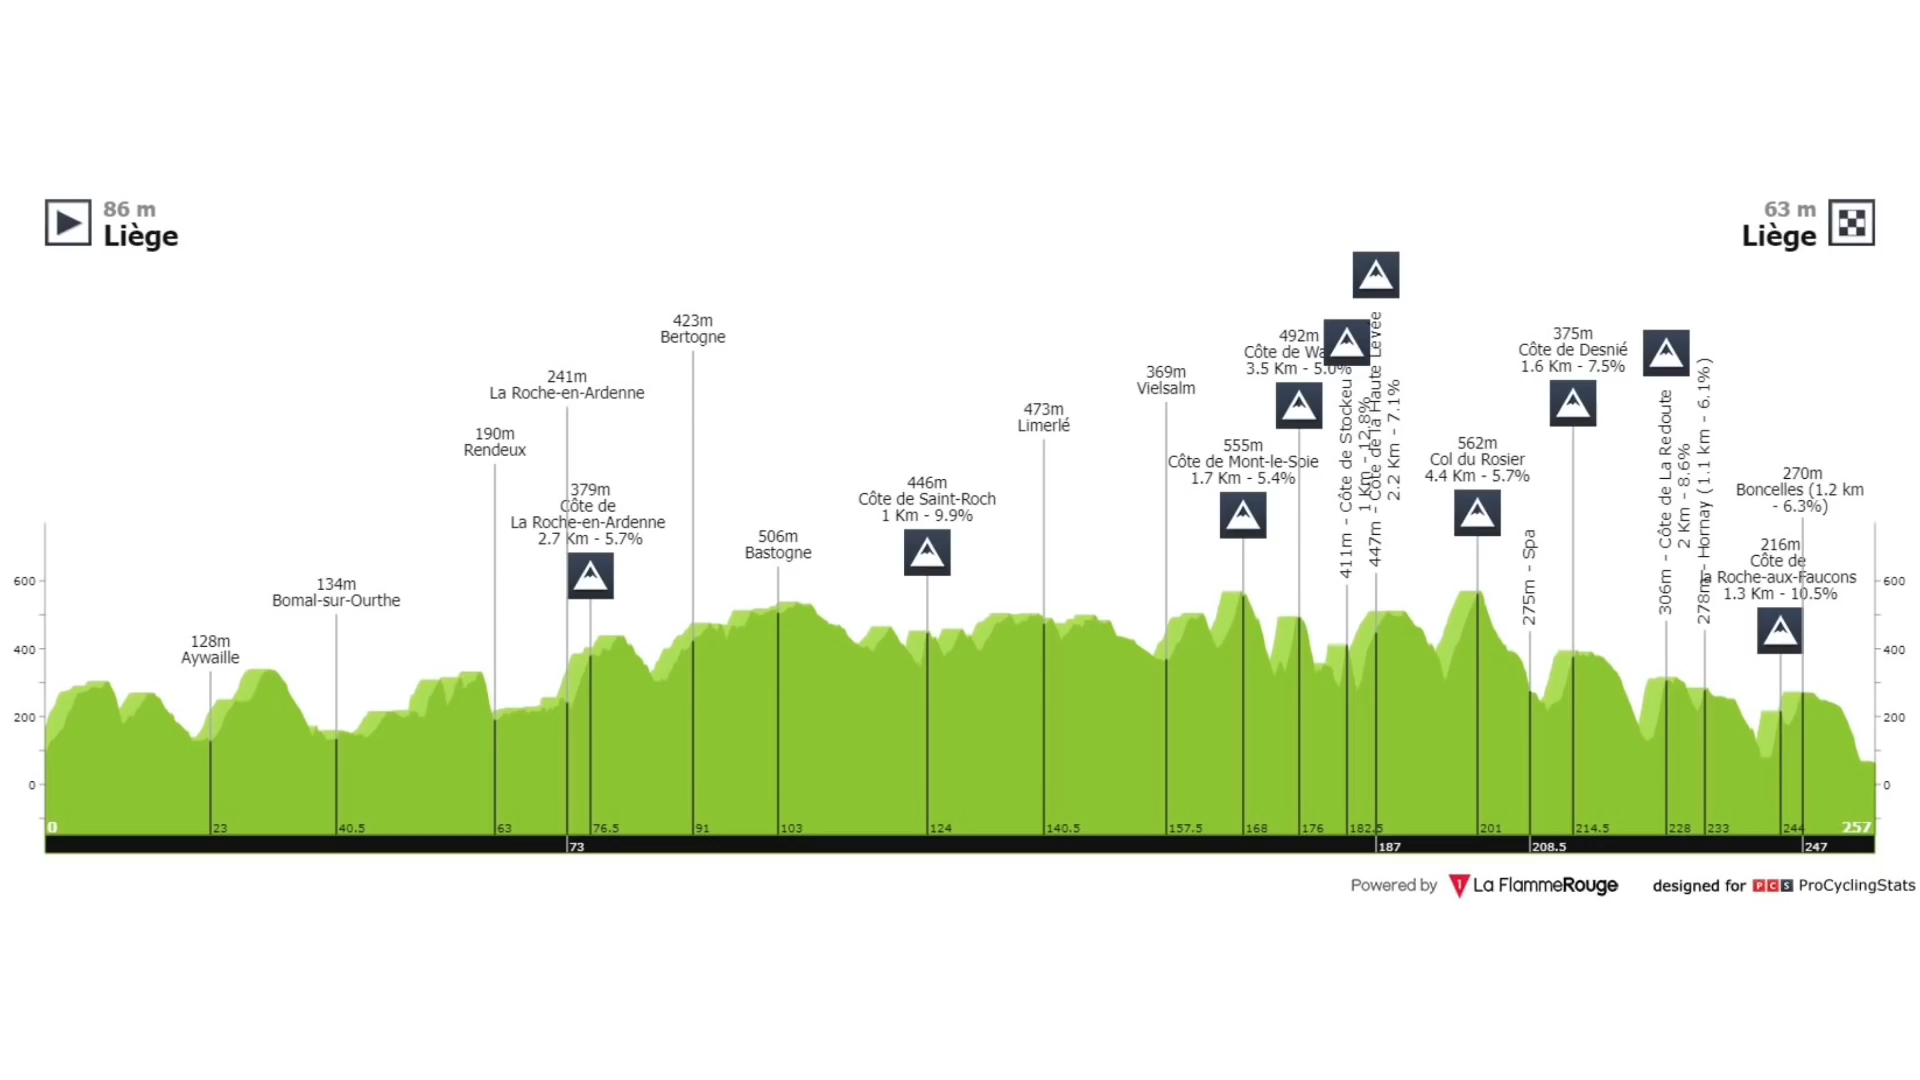 86 m
Liège
63 m
Liège
128m
Aywaille
134m
Bomal-sur-Ourthe
190m
Rendeux
241m
La Roche-en-Ardenne
379m
Côte de
La Roche-en-Ardenne
2.7 Km - 5.7%
423m
Bertogne
506m
Bastogne
446m
Côte de Saint-Roch
1 Km - 9.9%
473m
Limerlé
369m
Vielsalm
555m
Côte de Mont-le-Soie
1.7 Km - 5.4%
492m
Côte de
3.5 Km - 5.0%
411m - Côte de Stockeu
1 Km - 12.8%
447m - Côte de la Haute Levée
2.2 Km - 7.1%
562m
Col du Rosier
4.4 Km - 5.7%
275m - Spa
375m
Côte de Desnié
1.6 Km - 7.5%
306m - Côte de La Redoute
2 Km - 8.6%
278m - Hornay (1.1 km - 6.1%)
216m
Côte de
la Roche-aux-Faucons
1.3 Km - 10.5%
270m
Boncelles (1.2 km
- 6.3%)
600
400
200
0
600
400
200
0
0 23 40.5 63 76.5 91 103 124 140.5 157.5 168 176 182.5 201 214.5 228 233 244 257
73 187 208.5 247
Powered by La FlammeRouge designed for PCS ProCyclingStats